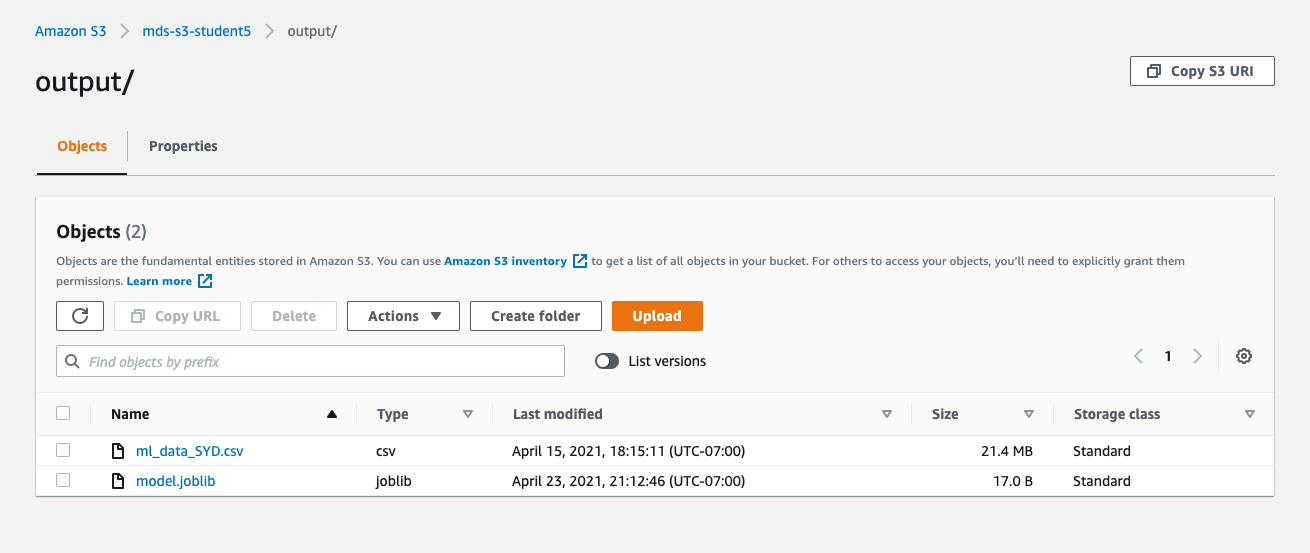 Amazon S3 > mds-s3-student5 > output/
output/
Copy S3 URI
Objects Properties
Objects (2)
Objects are the fundamental entities stored in Amazon S3. You can use Amazon S3 inventory to get a list of all objects in your bucket. For others to access your objects, you'll need to explicitly grant them
permissions. Learn more
Copy URL Delete Actions Create folder Upload
Find objects by prefix List versions 1
Name Type Last modified Size Storage class
ml_data_SYD.csv csv April 15, 2021, 18:15:11 (UTC-07:00) 21.4 MB Standard
model.joblib joblib April 23, 2021, 21:12:46 (UTC-07:00) 17.0 B Standard